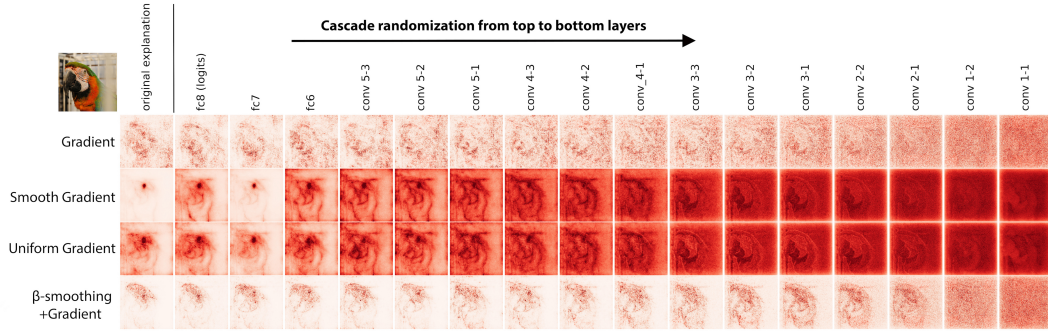 Cascade randomization from top to bottom layers
original explanation
fc8 (logits)
fc7
fc6
conv 5-3
conv 5-2
conv 5-1
conv 4-3
conv 4-2
conv_4-1
conv 3-3
conv 3-2
conv 3-1
conv 2-2
conv 2-1
conv 1-2
conv 1-1
Gradient
Smooth Gradient
Uniform Gradient
β-smoothing
+Gradient